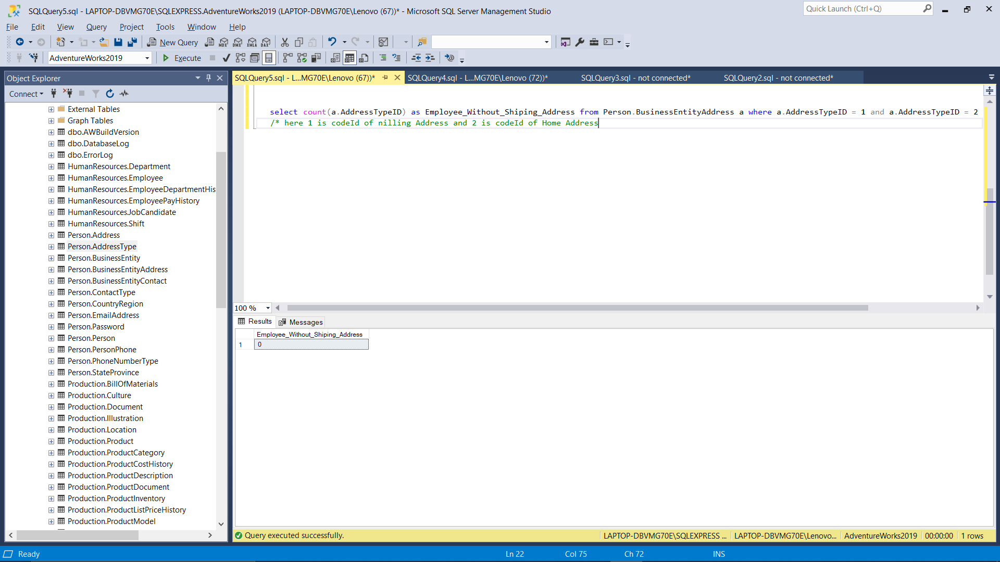 SQLQuery5.sql - LAPTOP-DBVMG70E\SQLEXPRESS.AdventureWorks2019 (LAPTOP-DBVMG70E\Lenovo (67))* - Microsoft SQL Server Management Studio
Quick Launch (Ctrl+Q)
File Edit View Query Project Tools Window Help
New Query MDX DMX XMLA DAX
AdventureWorks2019 Execute
Object Explorer
SQLQuery5.sql - L...MG70E\Lenovo (67))* SQLQuery4.sql - L...MG70E\Lenovo (72))* SQLQuery3.sql - not connected* SQLQuery2.sql - not connected*
Connect
External Tables
Graph Tables
dbo.AWBuildVersion
dbo.DatabaseLog
dbo.ErrorLog
HumanResources.Department
HumanResources.Employee
HumanResources.EmployeeDepartmentHis
HumanResources.EmployeePayHistory
HumanResources.JobCandidate
HumanResources.Shift
Person.Address
Person.AddressType
Person.BusinessEntity
Person.BusinessEntityAddress
Person.BusinessEntityContact
Person.ContactType
Person.CountryRegion
Person.EmailAddress
Person.Password
Person.Person
Person.PersonPhone
Person.PhoneNumberType
Person.StateProvince
Production.BillOfMaterials
Production.Culture
Production.Document
Production.Illustration
Production.Location
Production.Product
Production.ProductCategory
Production.ProductCostHistory
Production.ProductDescription
Production.ProductDocument
Production.ProductInventory
Production.ProductListPriceHistory
Production.ProductModel
select count(a.AddressTypeID) as Employee_Without_Shiping_Address from Person.BusinessEntityAddress a where a.AddressTypeID = 1 and a.AddressTypeID = 2
/* here 1 is codeId of nilling Address and 2 is codeId of Home Address
100 %
Results Messages
Employee_Without_Shiping_Address
1 0
Query executed successfully. LAPTOP-DBVMG70E\SQLEXPRESS ... LAPTOP-DBVMG70E\Lenovo... AdventureWorks2019 00:00:00 1 rows
Ready Ln 22 Col 75 Ch 72 INS